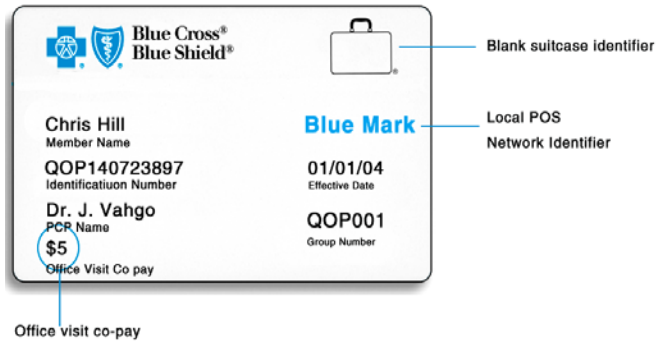 Blue Cross®
Blue Shield®
®
®
®
Blank suitcase identifier
Chris Hill
Member Name
Blue Mark
Local POS
Network Identifier
QOP140723897
Identificatiuon Number
01/01/04
Effective Date
Dr. J. Vahgo
PCP Name
QOP001
Group Number
$5
Office Visit Co pay
Office visit co-pay